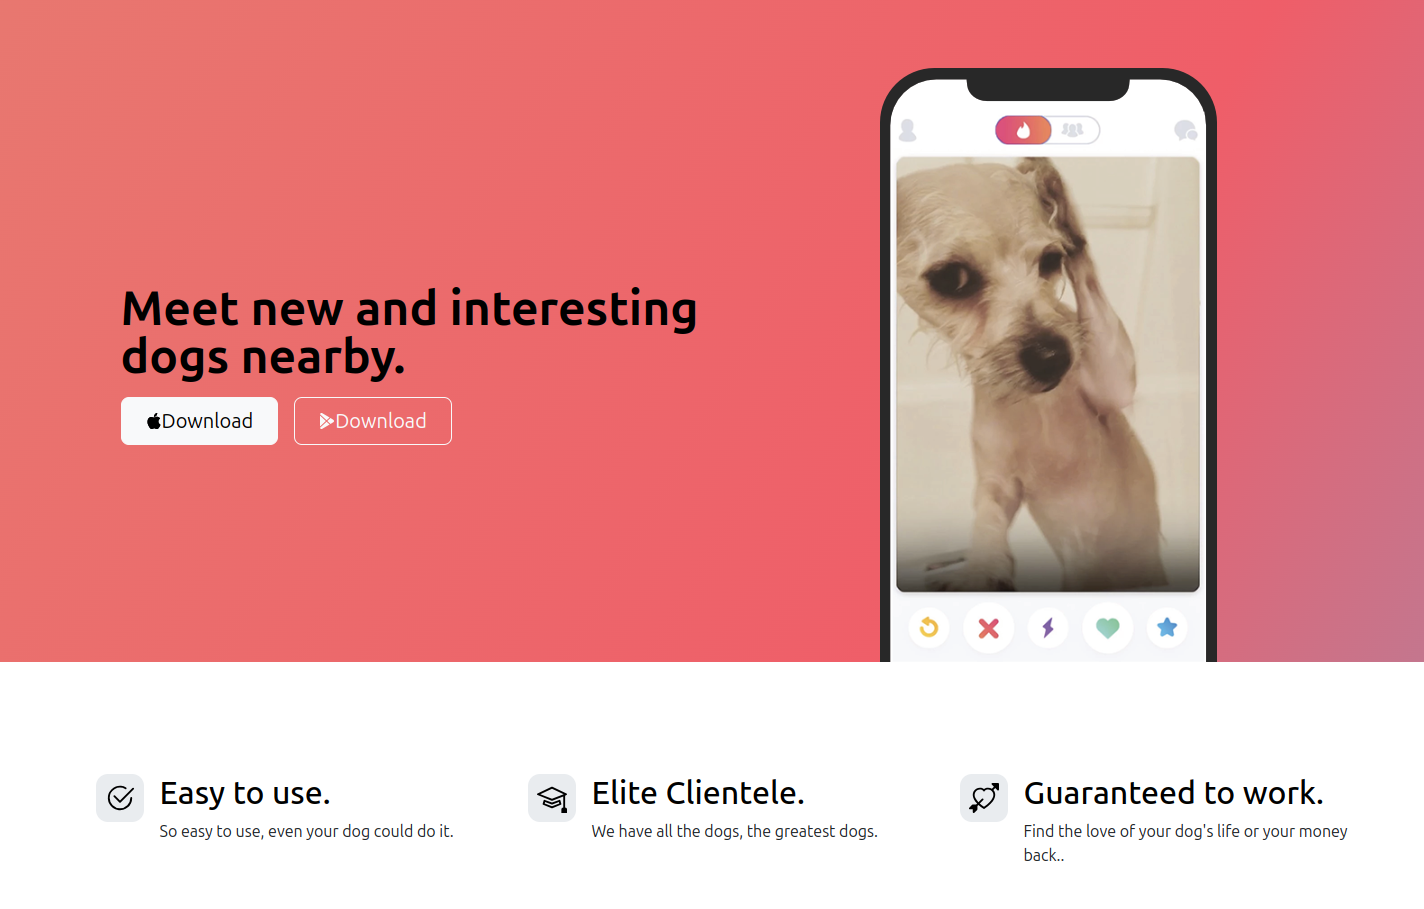 Meet new and interesting
dogs nearby.
Download
Download
Easy to use.
So easy to use, even your dog could do it.
Elite Clientele.
We have all the dogs, the greatest dogs.
Guaranteed to work.
Find the love of your dog's life or your money
back..